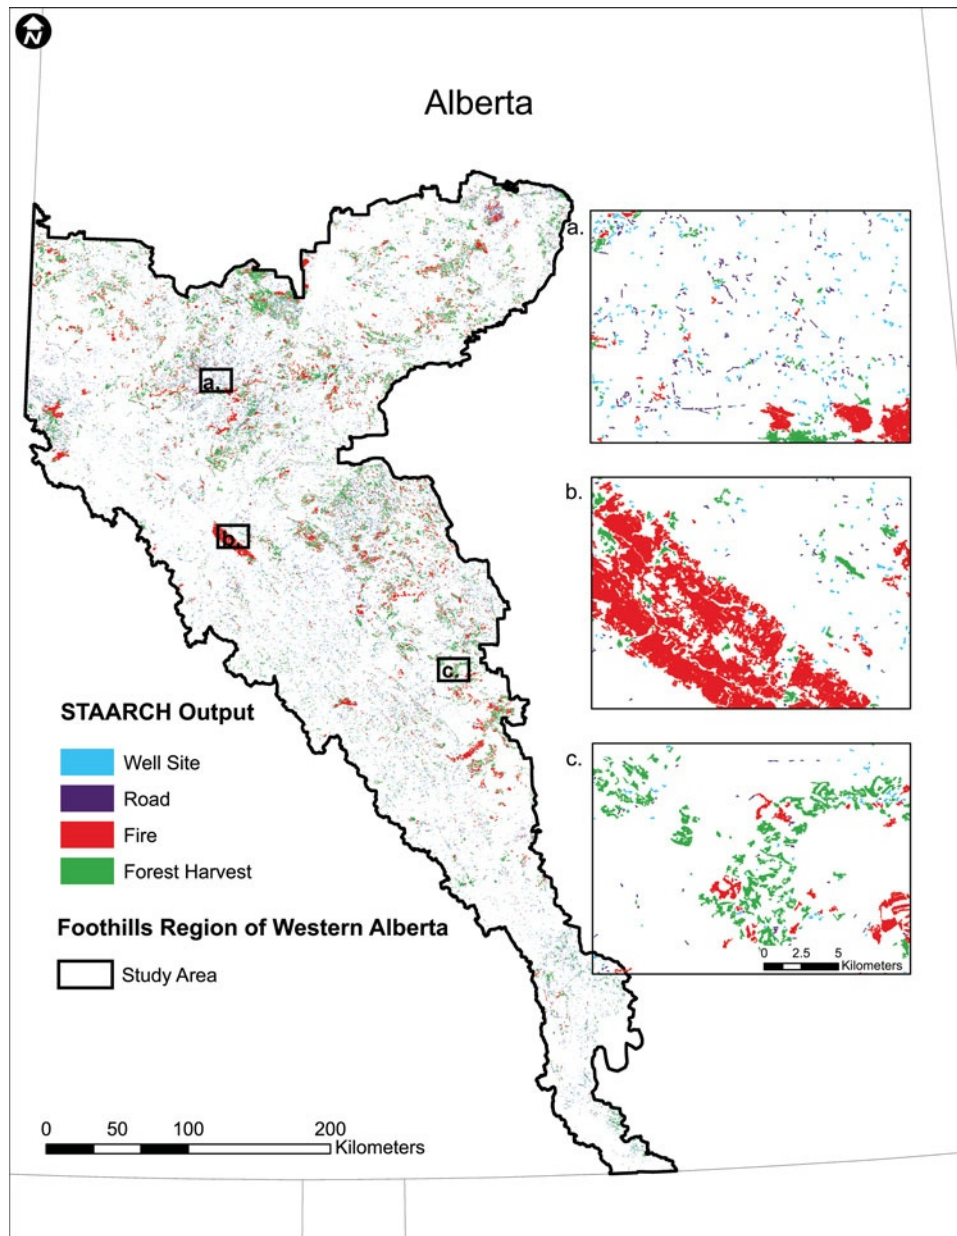 N
Alberta
a.
b.
c.
a.
b.
c.
STAARCH Output
Well Site
Road
Fire
Forest Harvest
Foothills Region of Western Alberta
Study Area
0 2.5 5
Kilometers
0 50 100 200
Kilometers